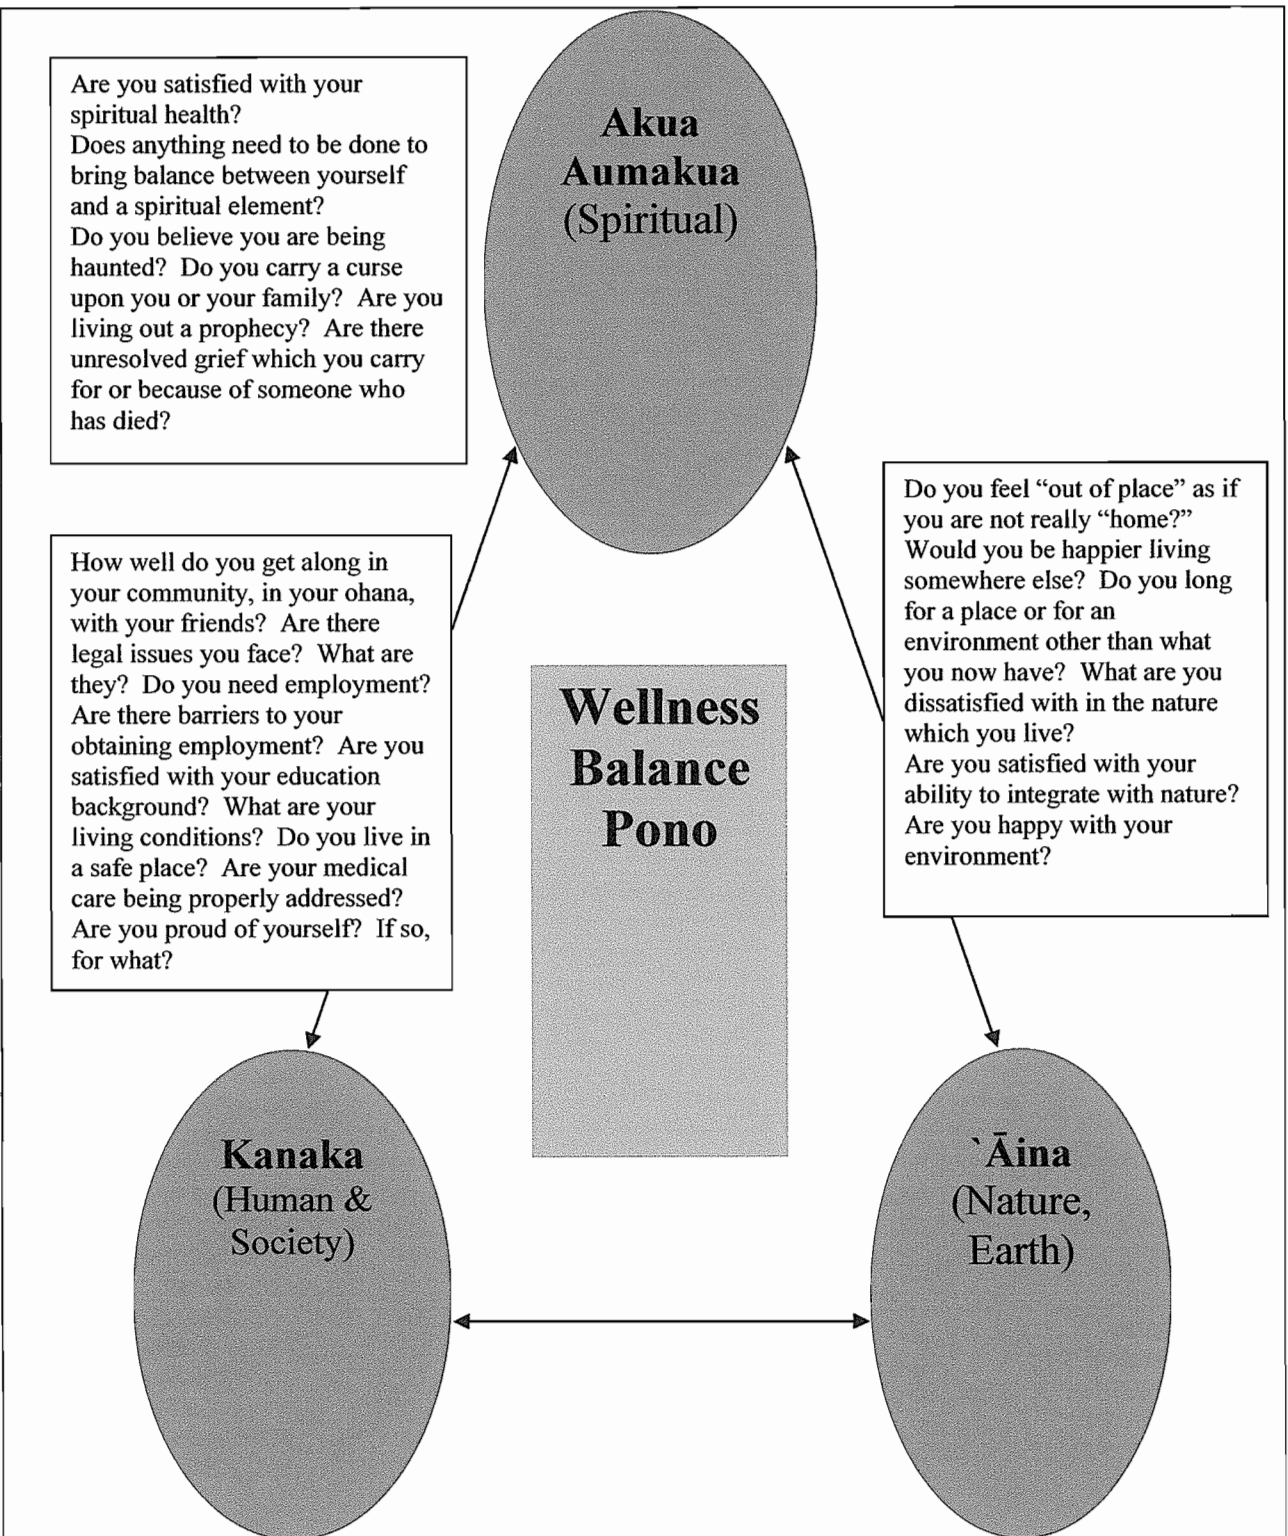 Akua
Aumakua
(Spiritual)
Are you satisfied with your
spiritual health?
Does anything need to be done to
bring balance between yourself
and a spiritual element?
Do you believe you are being
haunted?  Do you carry a curse
upon you or your family?  Are you
living out a prophecy?  Are there
unresolved grief which you carry
for or because of someone who
has died?
How well do you get along in
your community, in your ohana,
with your friends?  Are there
legal issues you face?  What are
they?  Do you need employment?
Are there barriers to your
obtaining employment?  Are you
satisfied with your education
background?  What are your
living conditions?  Do you live in
a safe place?  Are your medical
care being properly addressed?
Are you proud of yourself?  If so,
for what?
Wellness
Balance
Pono
Do you feel “out of place” as if
you are not really “home?”
Would you be happier living
somewhere else?  Do you long
for a place or for an
environment other than what
you now have?  What are you
dissatisfied with in the nature
which you live?
Are you satisfied with your
ability to integrate with nature?
Are you happy with your
environment?
Kanaka
(Human &
Society)
`Āina
(Nature,
Earth)